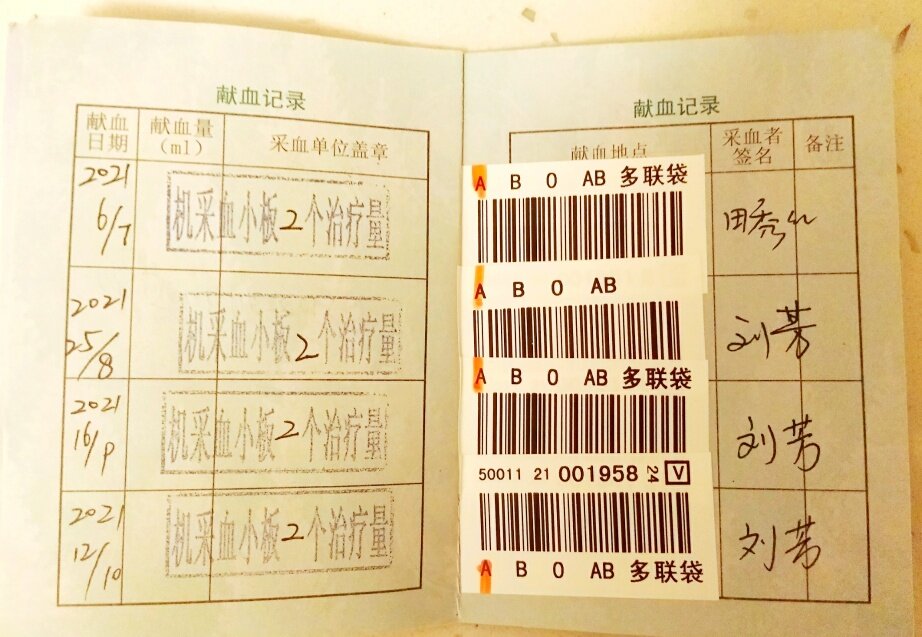 献血记录
献血日期
献血量（ml）
采血单位盖章
2021 6/7
机采血小板2个治疗量
2021 25/8
机采血小板2个治疗量
2021 16/9
机采血小板2个治疗量
2021 12/10
机采血小板2个治疗量
献血记录
献血地点
采血者签名
备注
A B O AB 多联袋
A B O AB
刘芳
A B O AB 多联袋
刘芳
50011 21 001958 24 V
A B O AB 多联袋
刘芳